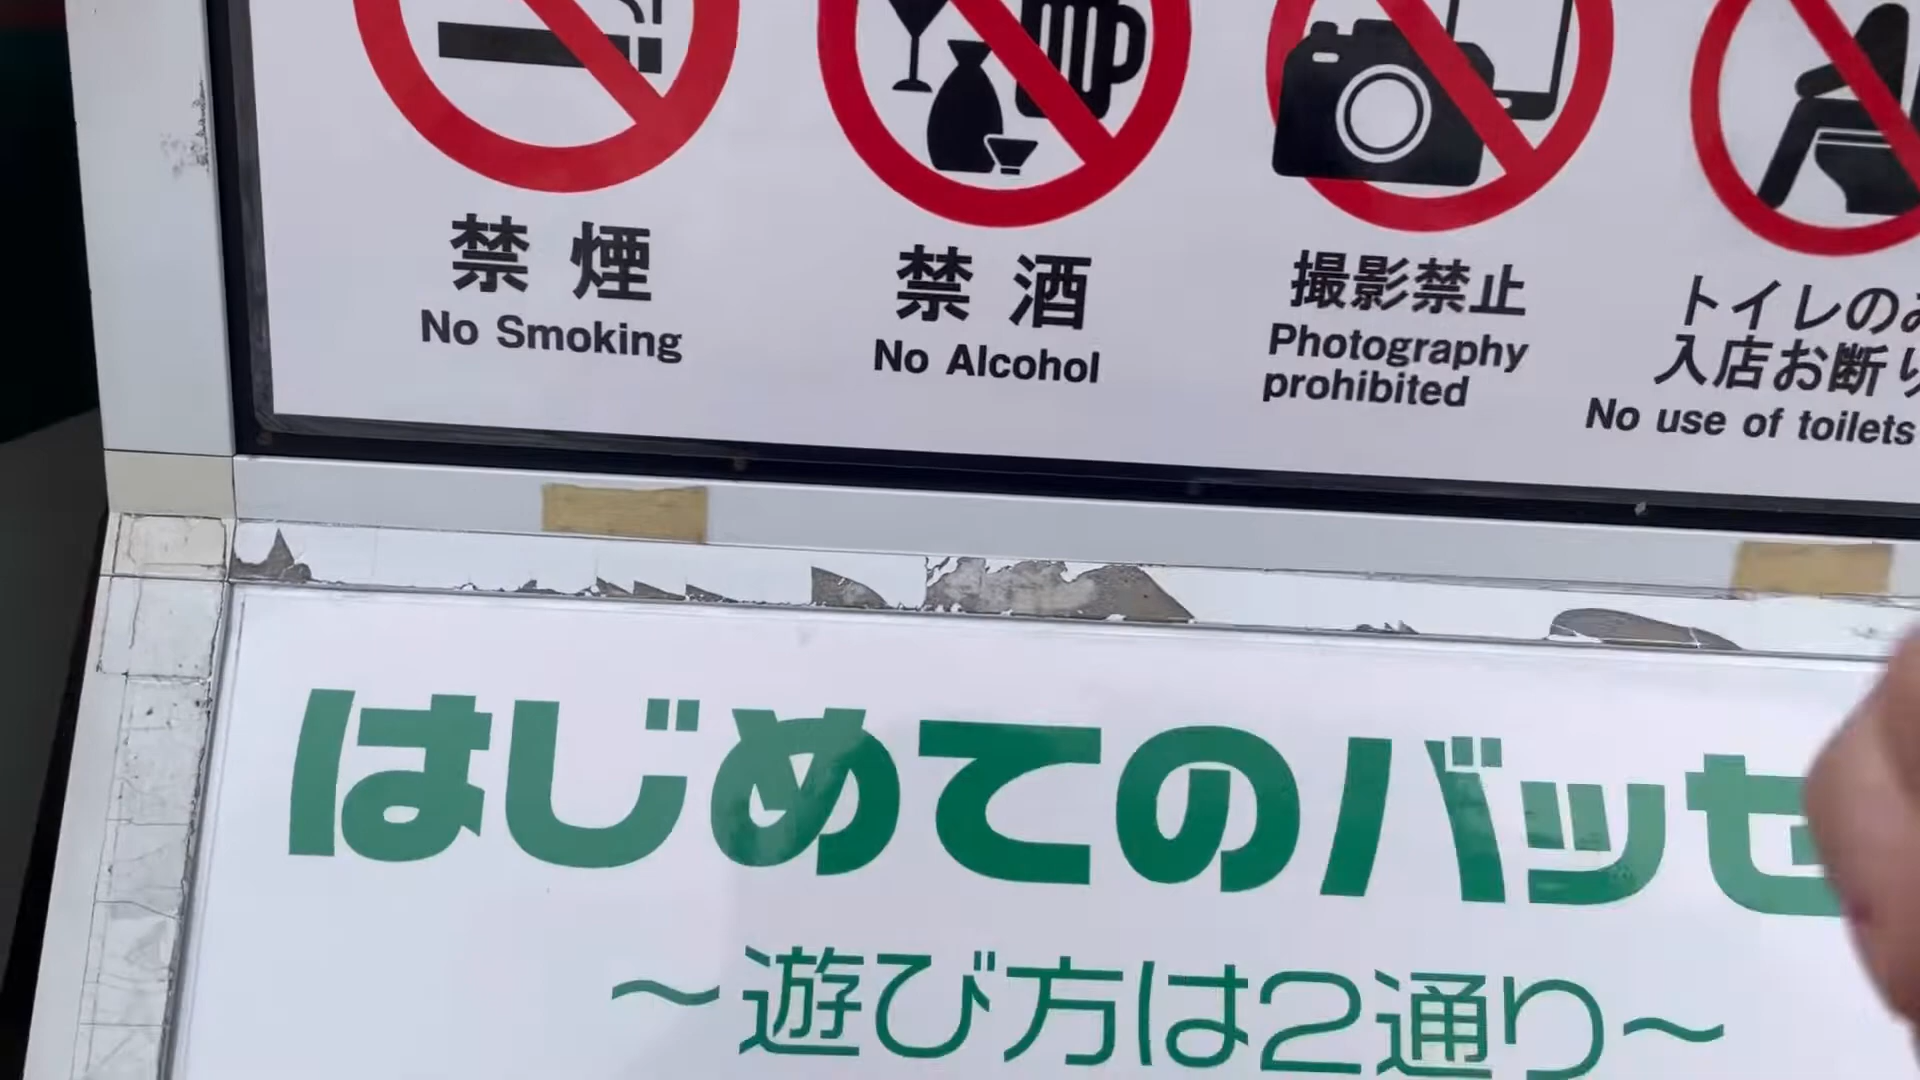 禁煙
No Smoking
禁酒
No Alcohol
撮影禁止
Photography
prohibited
トイレの
入店お断
No use of toilets
はじめてのバッセ
〜遊び方は2通り〜